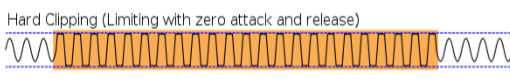 Hard Clipping (Limiting with zero attack and release)